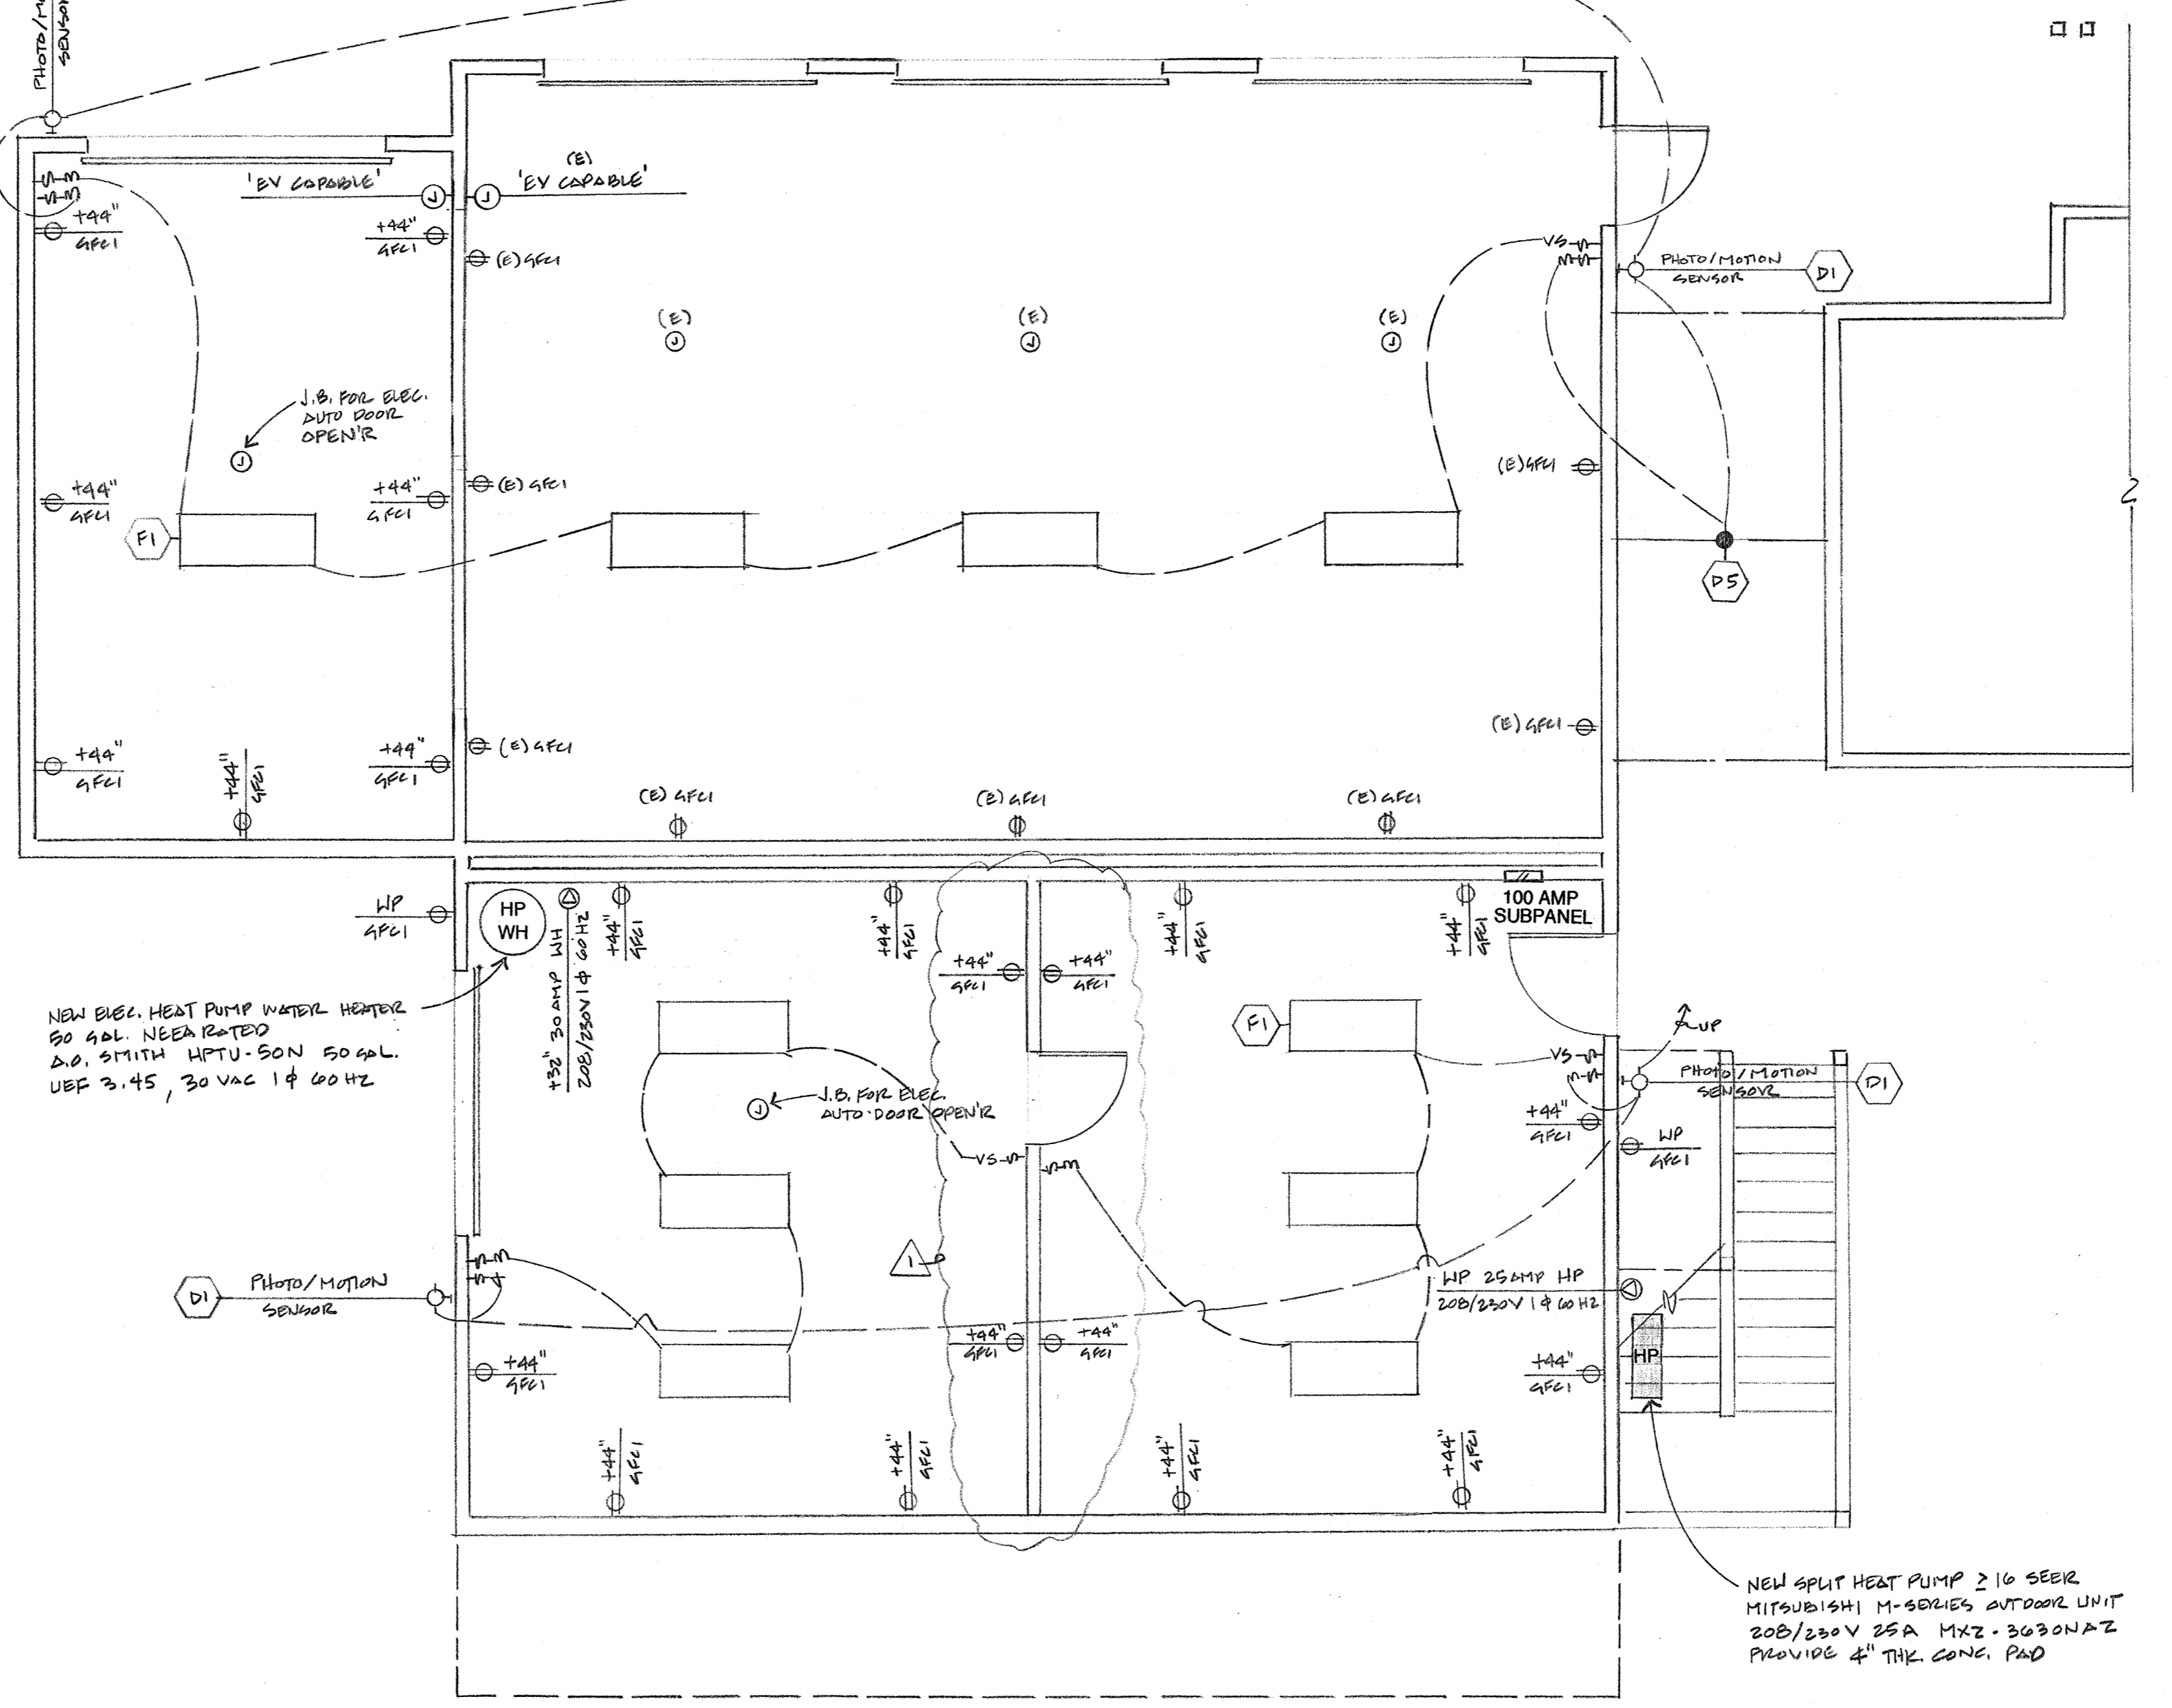 PHOTO/MO
SENSOR
(E)
'EV CAPABLE'
J
J
'EV CAPABLE'
+44"
GFCI
+44"
GFCI
(E) GFCI
VS
PHOTO/MOTION
SENSOR
D1
(E)
J
(E)
J
(E)
J
J.B. FOR ELEC.
AUTO DOOR
OPEN'R
J
(E) GFCI
+44"
GFCI
+44"
GFCI
(E) GFCI
2
F1
D5
(E) GFCI
+44"
GFCI
+44"
GFCI
+44"
GFCI
(E) GFCI
(E) GFCI
(E) GFCI
(E) GFCI
WP
GFCI
HP
WH
+32" 30 AMP WH
208/230V 1ϕ 60 HZ
+44"
GFCI
+44"
GFCI
+44"
GFCI
+44"
GFCI
100 AMP
SUBPANEL
+44"
GFCI
+44"
GFCI
NEW ELEC. HEAT PUMP WATER HEATER
50 GAL. NEEA RATED
A.O. SMITH HPTU-50N 50 GAL.
UEF 3.45, 30 VAC 1ϕ 60 HZ
F1
UP
VS
PHOTO/MOTION
SENSOR
D1
J
J.B. FOR ELEC.
AUTO DOOR OPEN'R
+44"
GFCI
WP
GFCI
VS
1
D1
PHOTO/MOTION
SENSOR
WP 25 AMP HP
208/230V 1ϕ 60 HZ
+44"
GFCI
+44"
GFCI
+44"
GFCI
+44"
GFCI
HP
+44"
GFCI
+44"
GFCI
+44"
GFCI
+44"
GFCI
NEW SPLIT HEAT PUMP ≥ 16 SEER
MITSUBISHI M-SERIES OUTDOOR UNIT
208/230V 25A MXZ-3C30NAZ
PROVIDE 4" THK. CONC. PAD